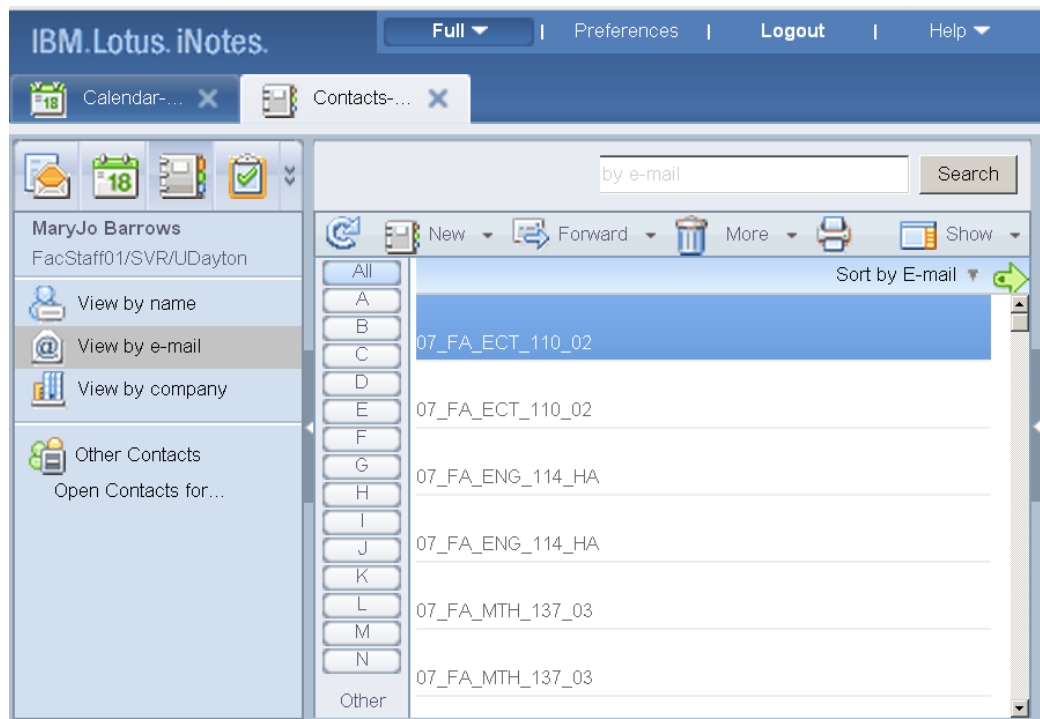 IBM.Lotus. iNotes.
Full | Preferences | Logout | Help
18 Calendar-... Contacts-...
18
by e-mail Search
MaryJo Barrows
FacStaff01/SVR/UDayton
New Forward More Show
Sort by E-mail
View by name
View by e-mail
View by company
Other Contacts
Open Contacts for...
All
A
B
C
D
E
F
G
H
I
J
K
L
M
N
Other
07_FA_ECT_110_02
07_FA_ECT_110_02
07_FA_ENG_114_HA
07_FA_ENG_114_HA
07_FA_MTH_137_03
07_FA_MTH_137_03